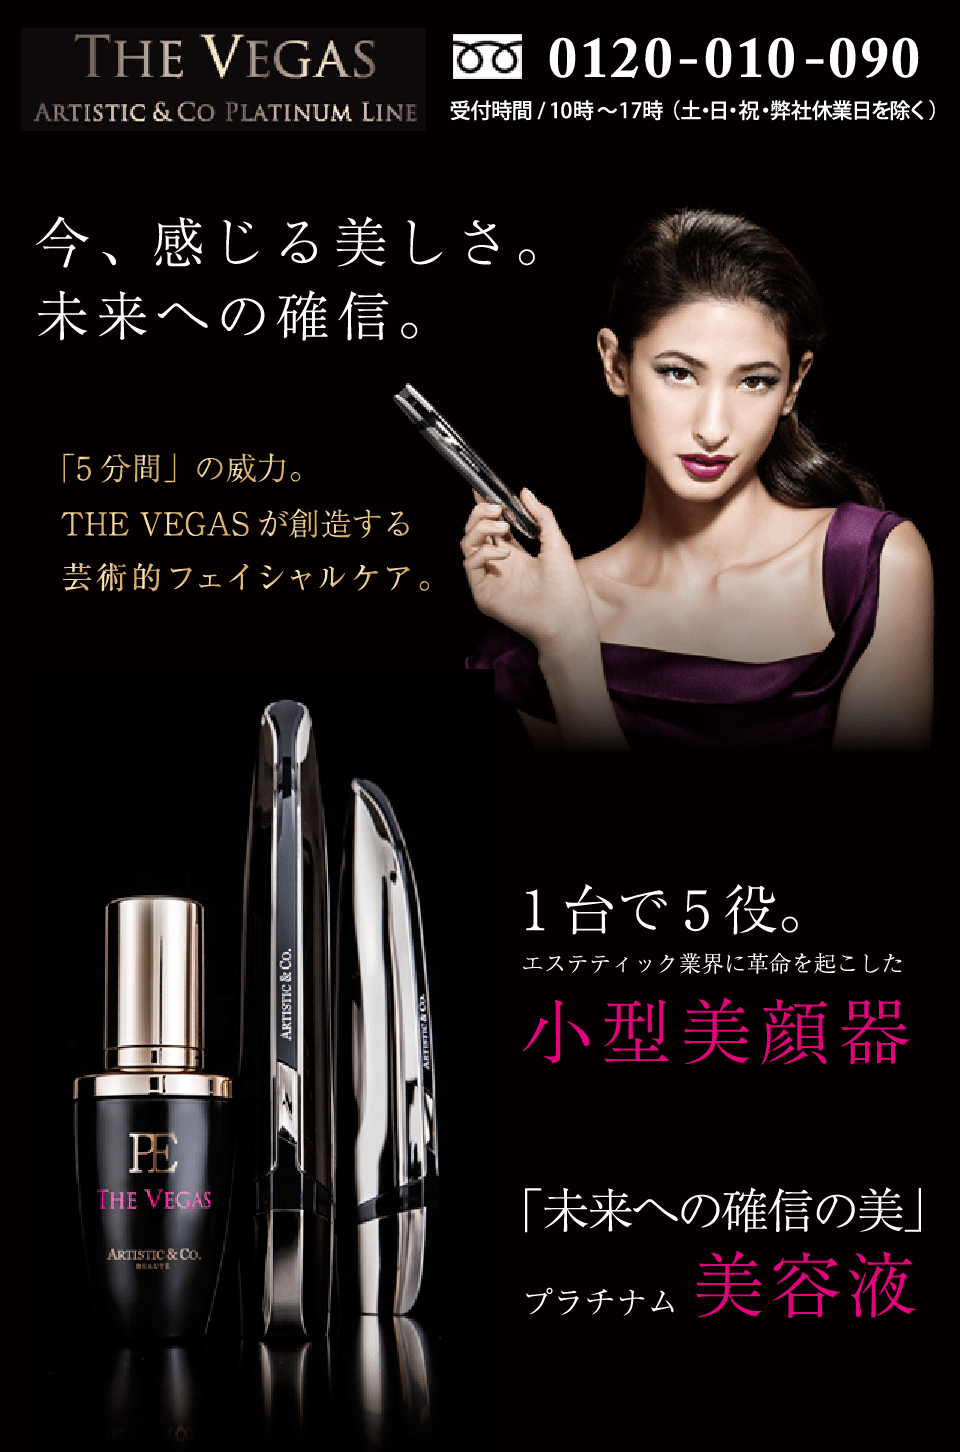 THE VEGAS
ARTISTIC & CO PLATINUM LINE
0120-010-090
受付時間 / 10時~17時（土・日・祝・弊社休業日を除く）
今、感じる美しさ。
未来への確信。
「5分間」の威力。
THE VEGASが創造する
芸術的フェイシャルケア。
1台で5役。
エステティック業界に革命を起こした
小型美顔器
ARTISTIC & CO.
ARTISTIC & CO.
PE
THE VEGAS
ARTISTIC & CO.
BEAUTÉ
「未来への確信の美」
プラチナム 美容液